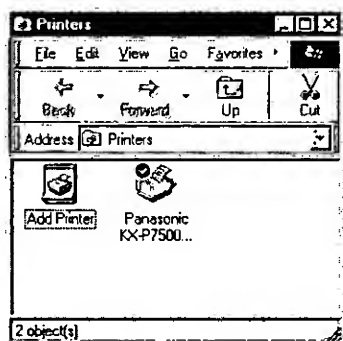 Printers
File Edit View Go Favorites
Back Forward Up Cut
Address Printers
Add Printer Panasonic
KX-P7500...
2 object(s)